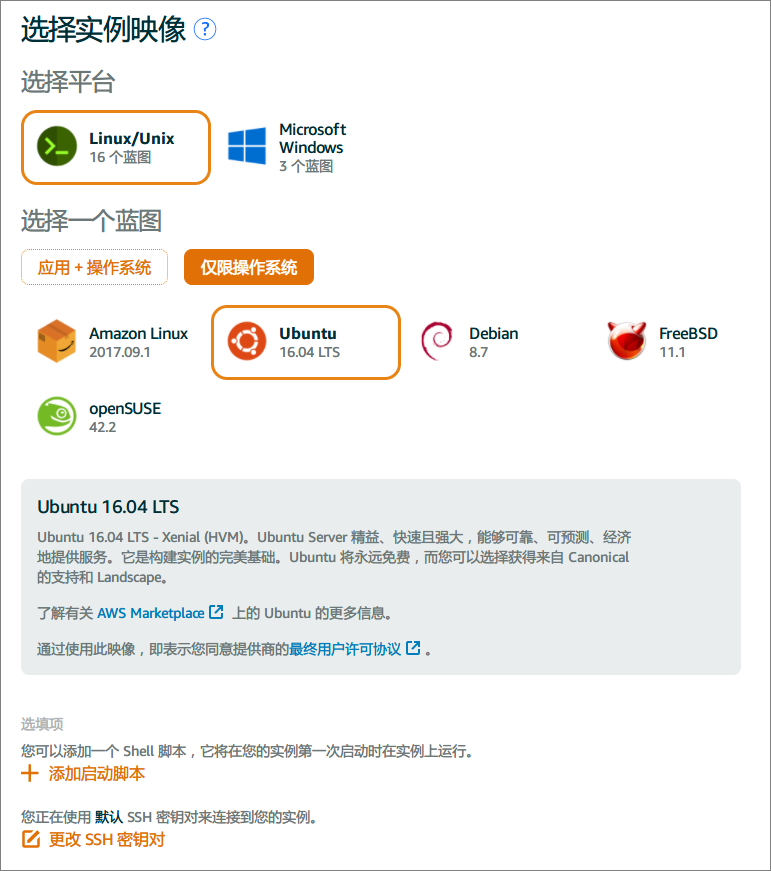 选择实例映像 ?
选择平台
Linux/Unix
16 个蓝图
Microsoft
Windows
3 个蓝图
选择一个蓝图
应用 + 操作系统
仅限操作系统
Amazon Linux
2017.09.1
Ubuntu
16.04 LTS
Debian
8.7
FreeBSD
11.1
openSUSE
42.2
Ubuntu 16.04 LTS
Ubuntu 16.04 LTS - Xenial (HVM)。Ubuntu Server 精益、快速且强大，能够可靠、可预测、经济
地提供服务。它是构建实例的完美基础。Ubuntu 将永远免费，而您可以选择获得来自 Canonical
的支持和 Landscape。
了解有关 AWS Marketplace 上的 Ubuntu 的更多信息。
通过使用此映像，即表示您同意提供商的最终用户许可协议 。
选填项
您可以添加一个 Shell 脚本，它将在您的实例第一次启动时在实例上运行。
添加启动脚本
您正在使用 默认 SSH 密钥对来连接到您的实例。
更改 SSH 密钥对